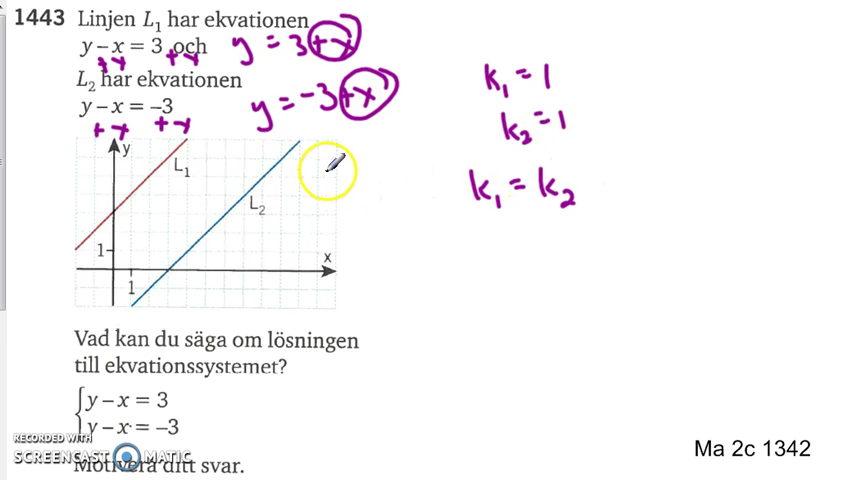 1443 Linjen L₁ har ekvationen
y – x = 3 och
+x +x
y = 3 + x
L₂ har ekvationen
y – x = –3
+x +x
y = -3 + x
k₁ = 1
k₂ = 1
k₁ = k₂
y
L₁
L₂
1
x
1
Vad kan du säga om lösningen
till ekvationssystemet?
y – x = 3
y – x = –3
RECORDED WITH
SCREENCAST MATIC
Motivera ditt svar.
Ma 2c 1342